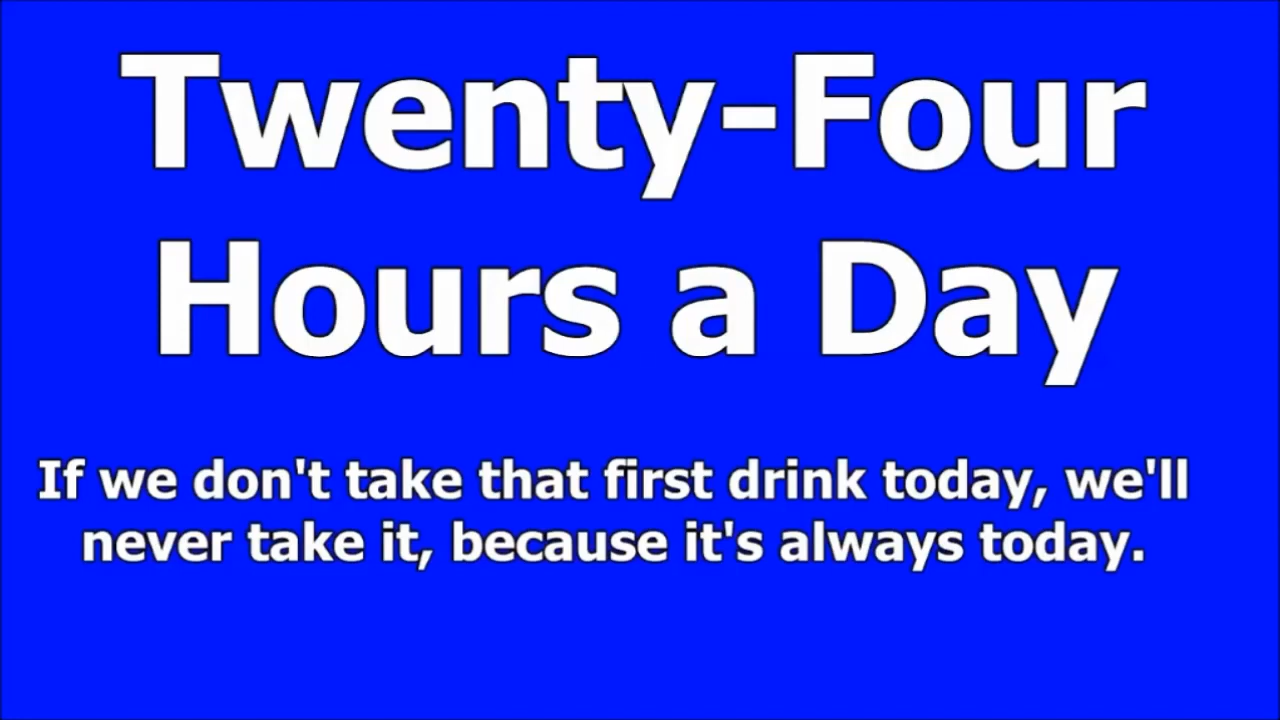 Twenty-Four
Hours a Day
If we don't take that first drink today, we'll
never take it, because it's always today.